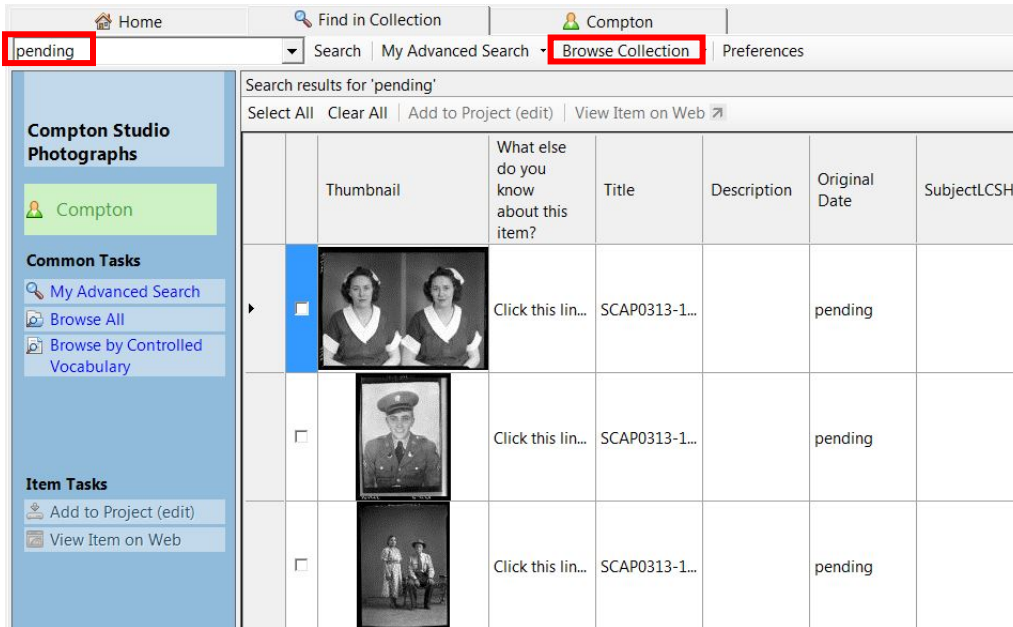 Home
Find in Collection
Compton
pending
Search
My Advanced Search
Browse Collection
Preferences
Compton Studio
Photographs
Compton
Common Tasks
My Advanced Search
Browse All
Browse by Controlled
Vocabulary
Item Tasks
Add to Project (edit)
View Item on Web
Search results for 'pending'
Select All Clear All Add to Project (edit) View Item on Web
Thumbnail
What else
do you
know
about this
item?
Title
Description
Original
Date
SubjectLCSH
Click this lin... SCAP0313-1... pending
Click this lin... SCAP0313-1... pending
Click this lin... SCAP0313-1... pending